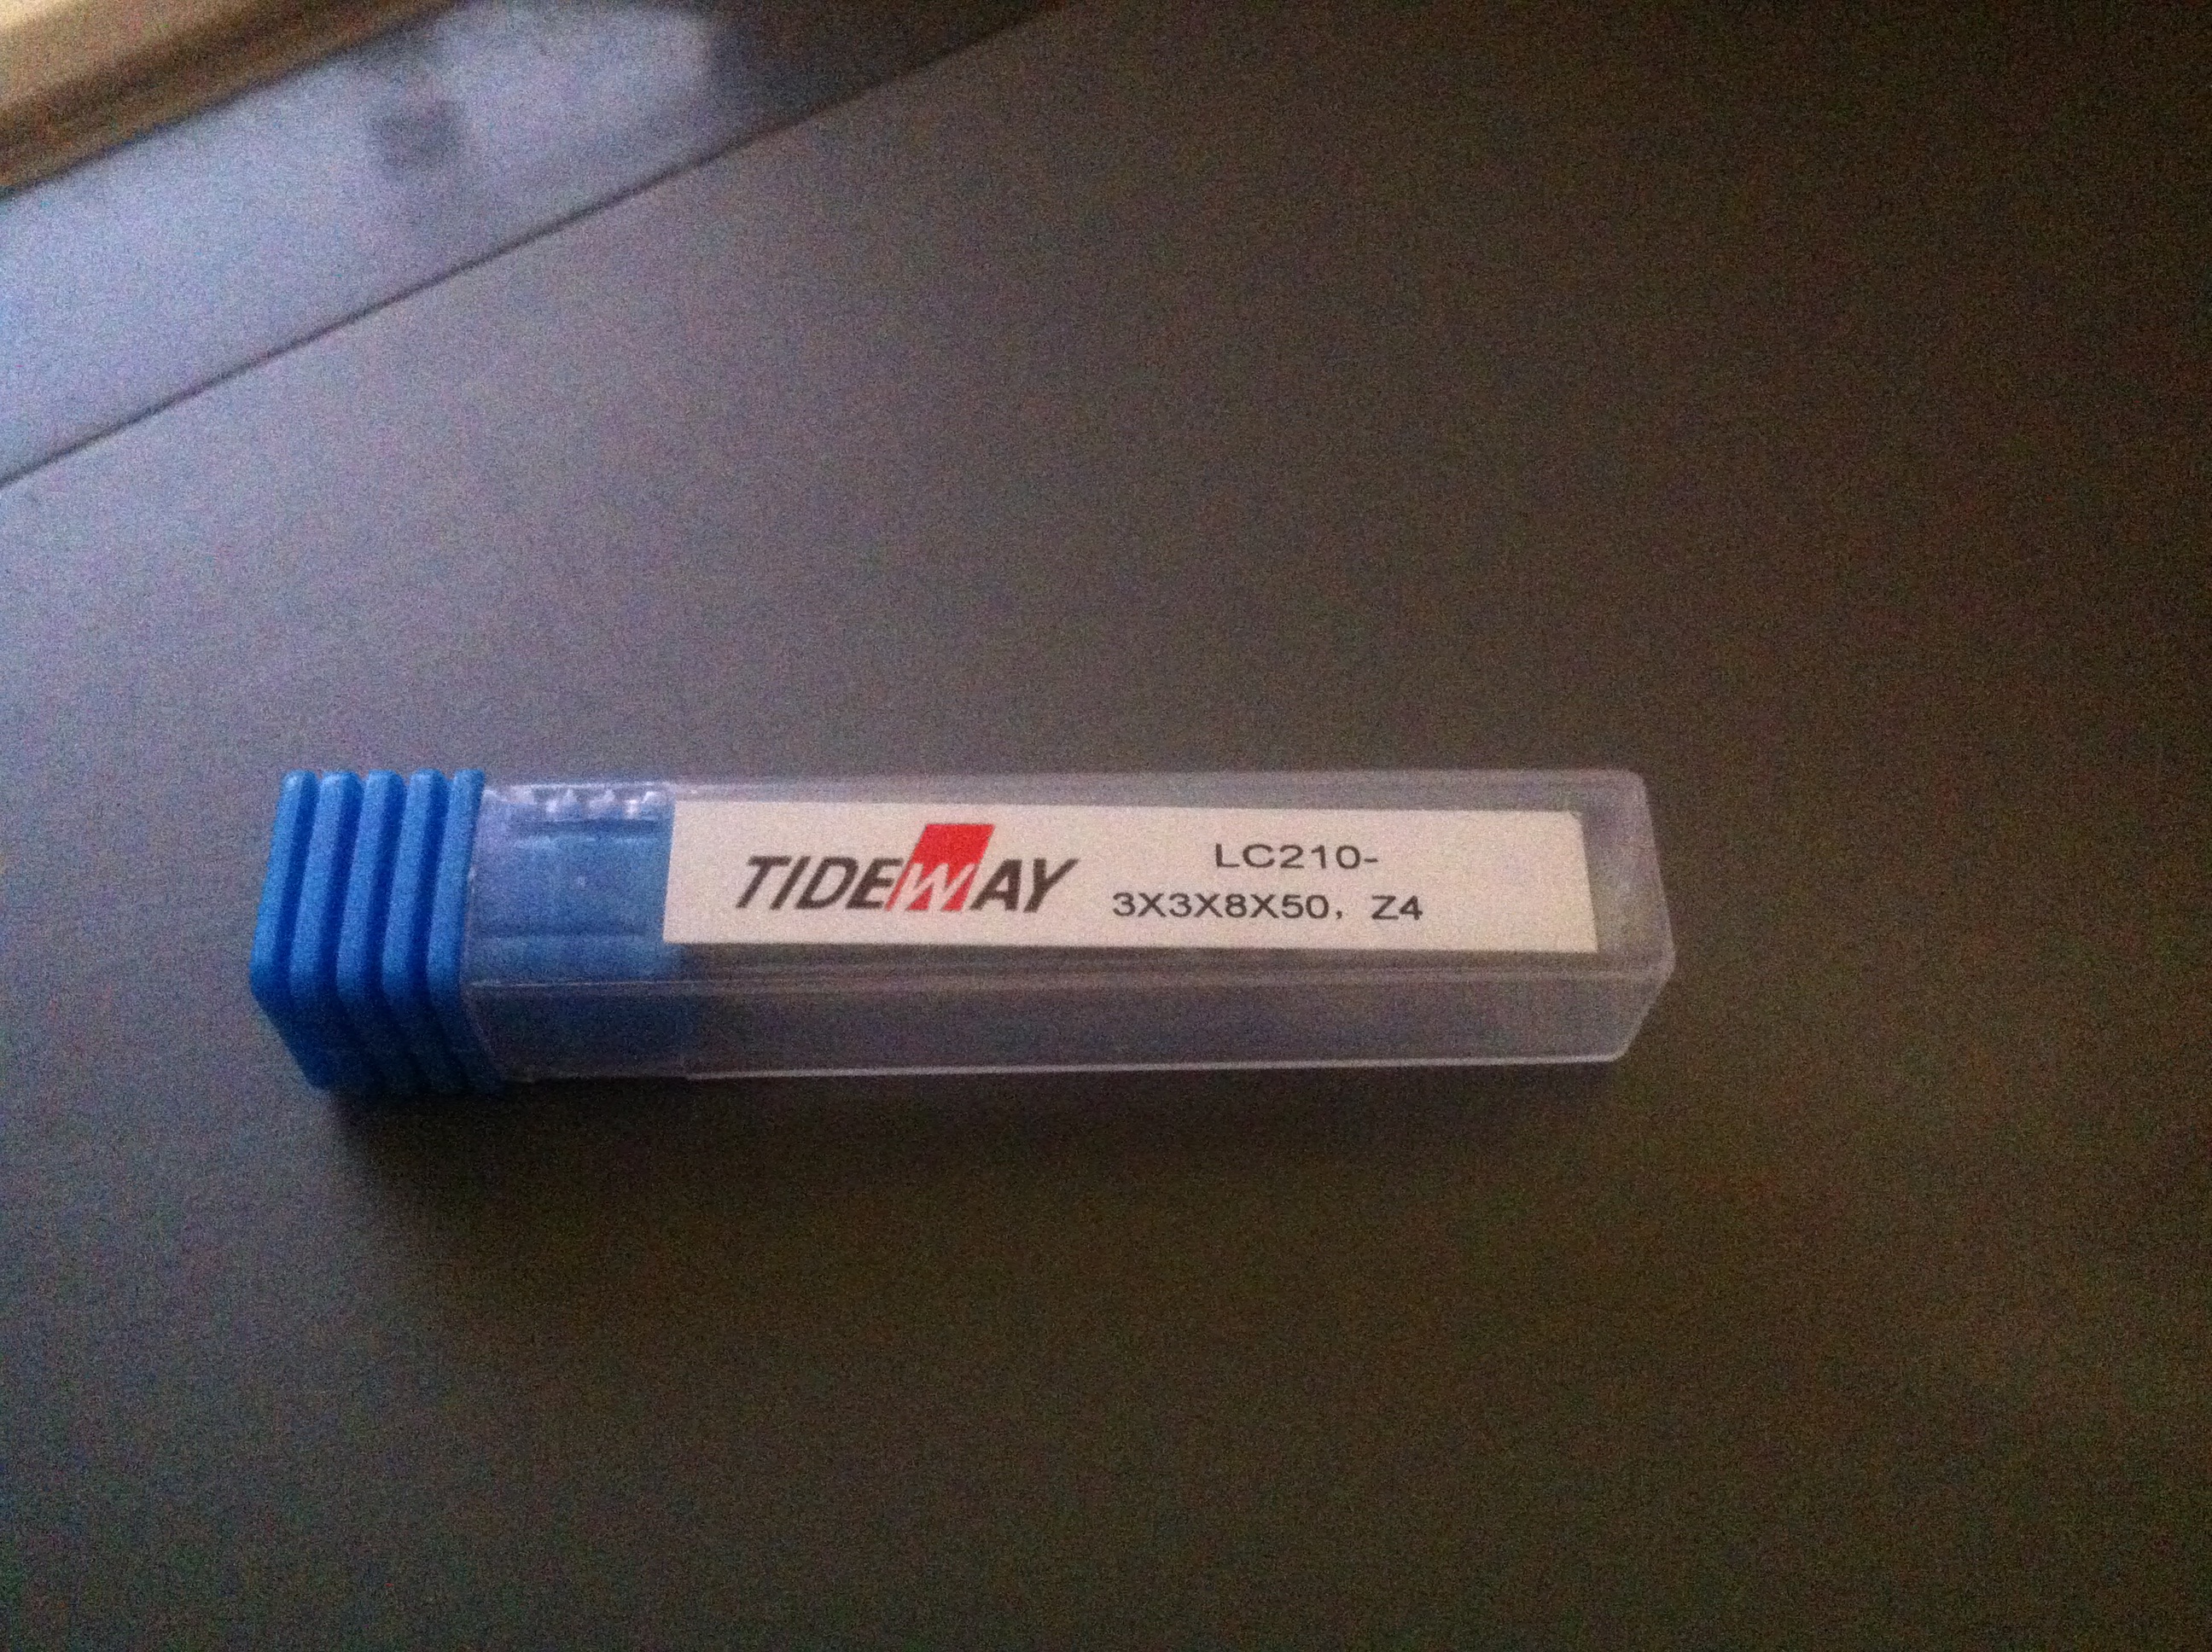 TIDEWAY
LC210-
3X3X8X50, Z4